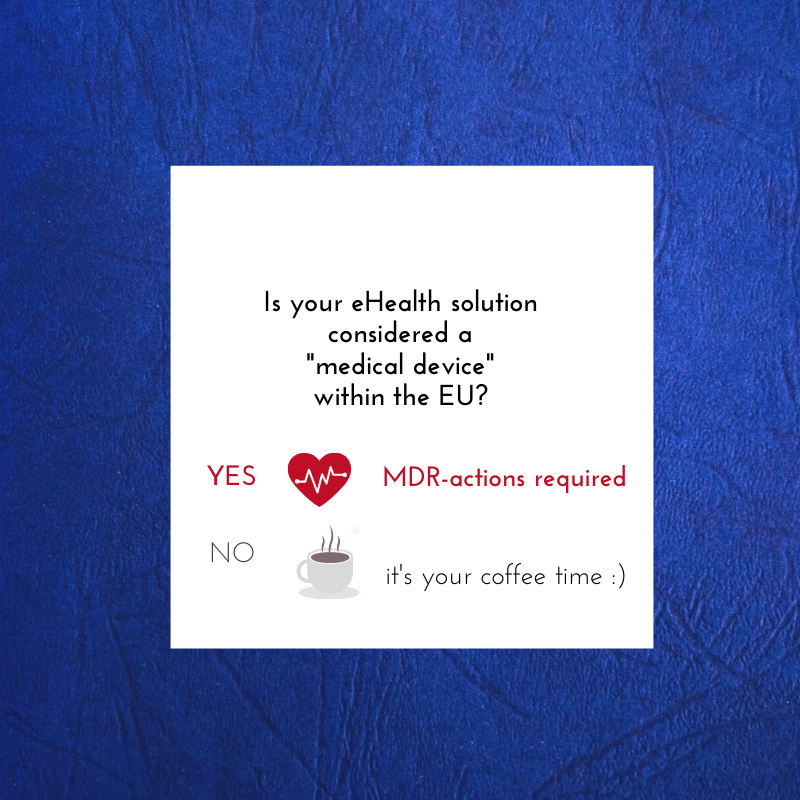 Is your eHealth solution
considered a
"medical device"
within the EU?
YES MDR-actions required
NO it's your coffee time :)